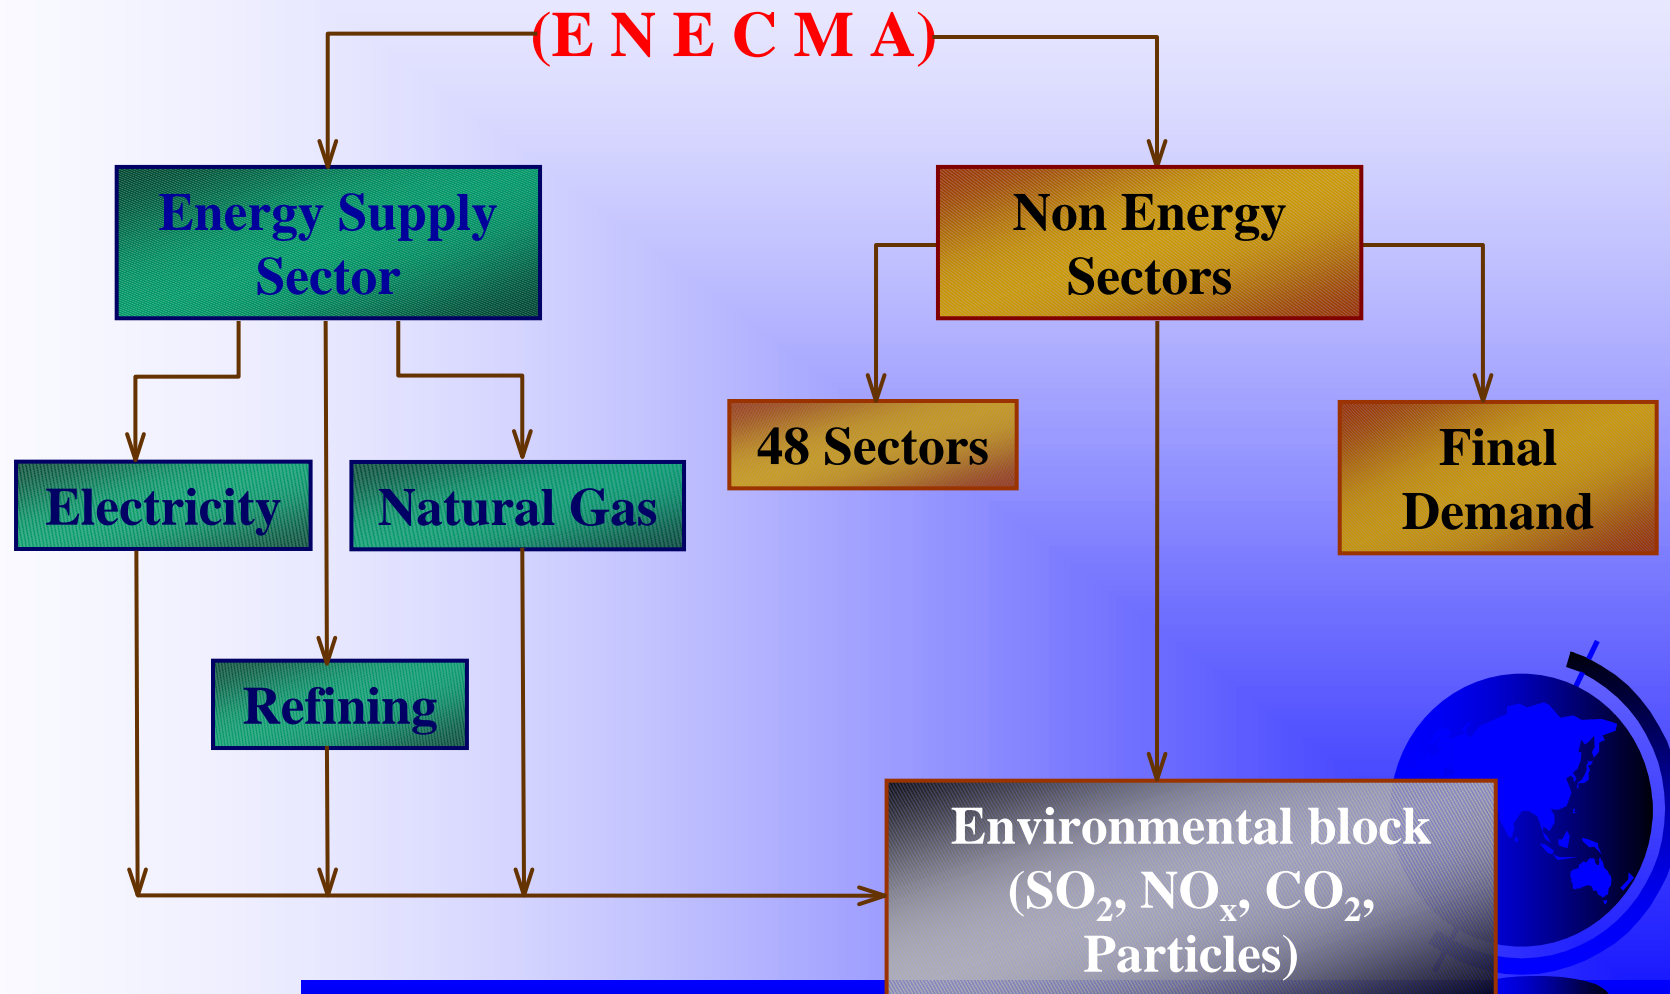 (E N E C M A)
Energy Supply
Sector
Non Energy
Sectors
48 Sectors
Final
Demand
Electricity
Natural Gas
Refining
Environmental block
(SO₂, NOₓ, CO₂,
Particles)